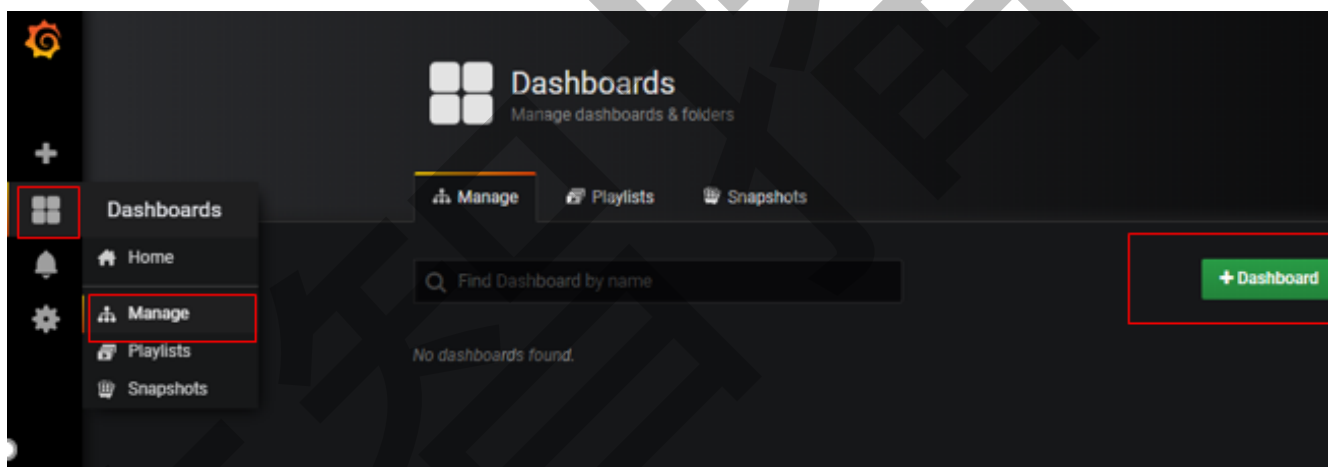 Dashboards
Manage dashboards & folders
Manage Playlists Snapshots
Dashboards
Home
Manage
Playlists
Snapshots
Find Dashboard by name
+ Dashboard
No dashboards found.